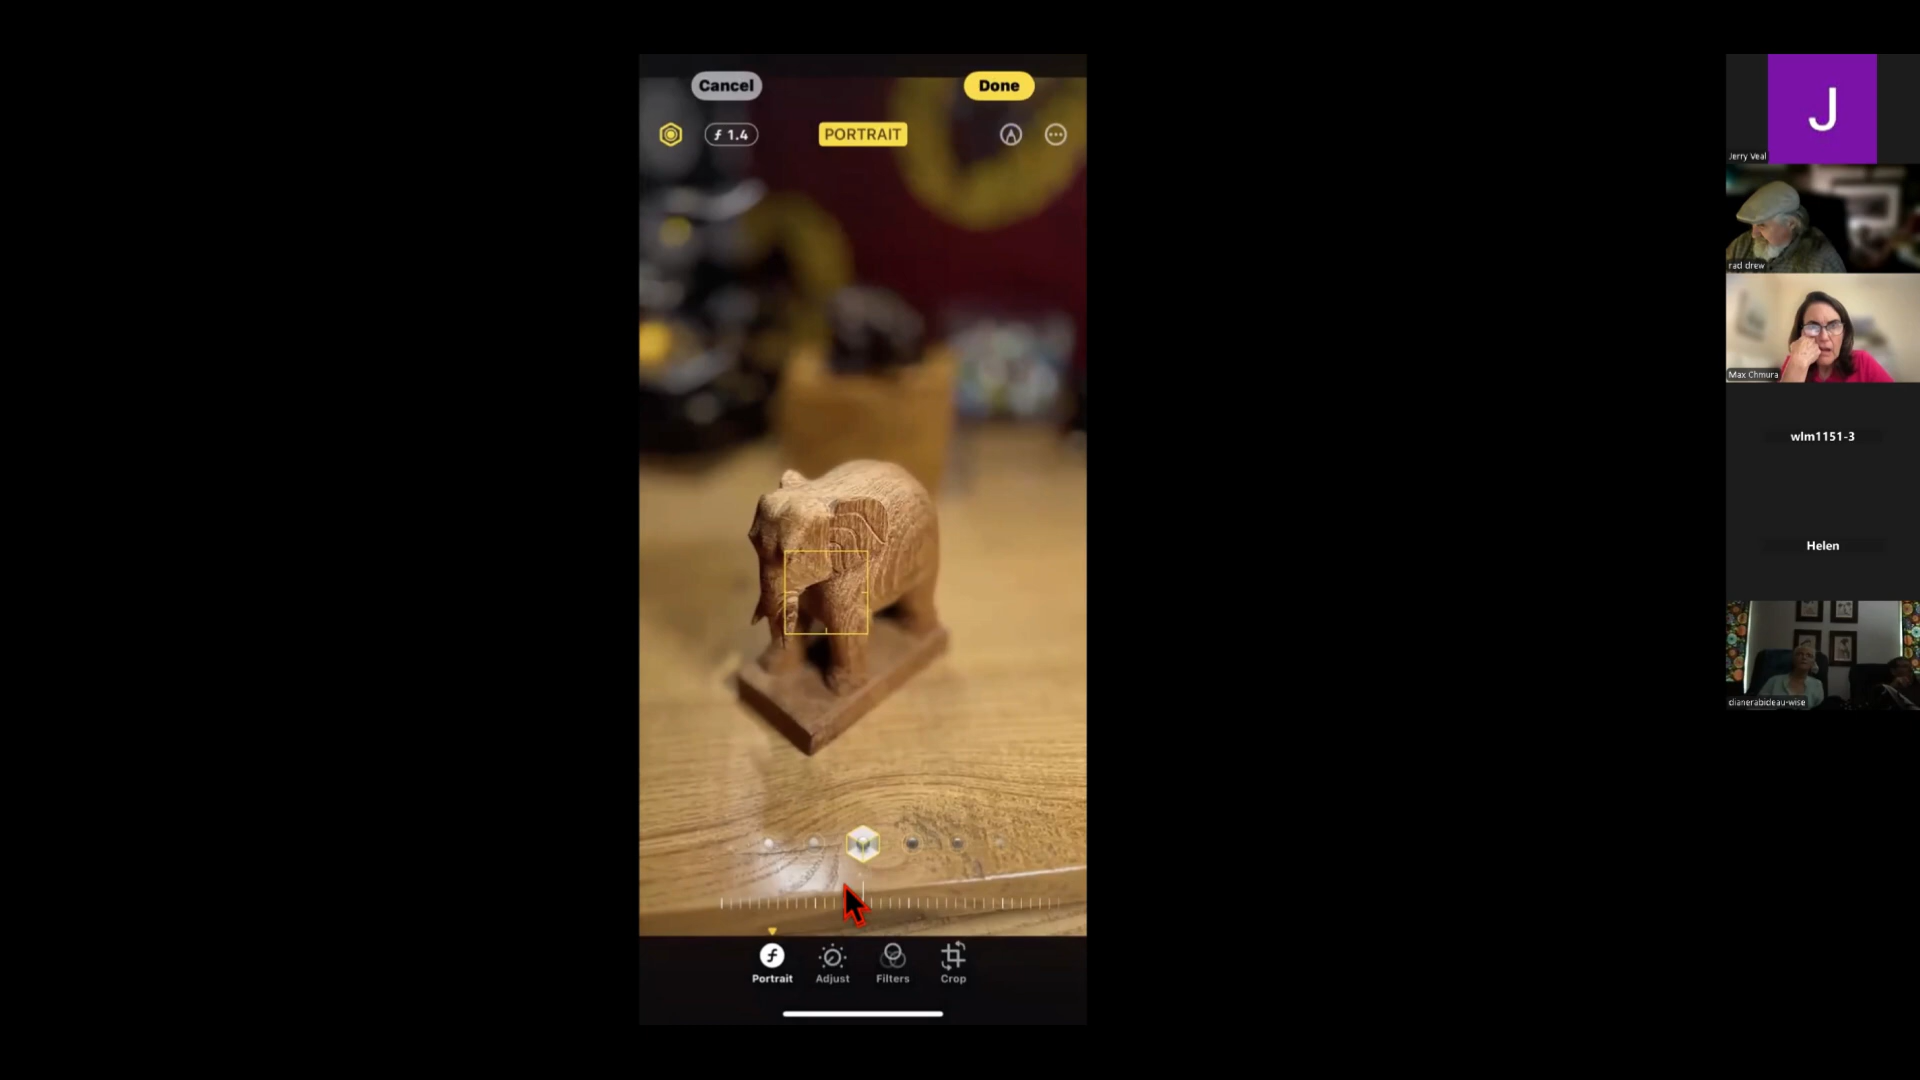 Cancel
Done
f 1.4
PORTRAIT
Portrait
Adjust
Filters
Crop
J
Jerry Veal
rad drew
Max Chmura
wlm1151-3
Helen
dianerabideau-wise